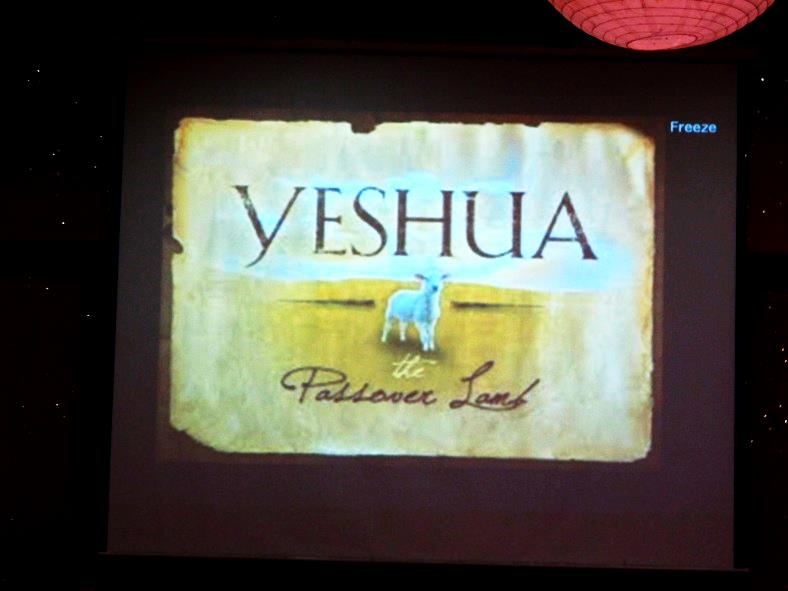 Freeze
YESHUA
the
Passover Lamb